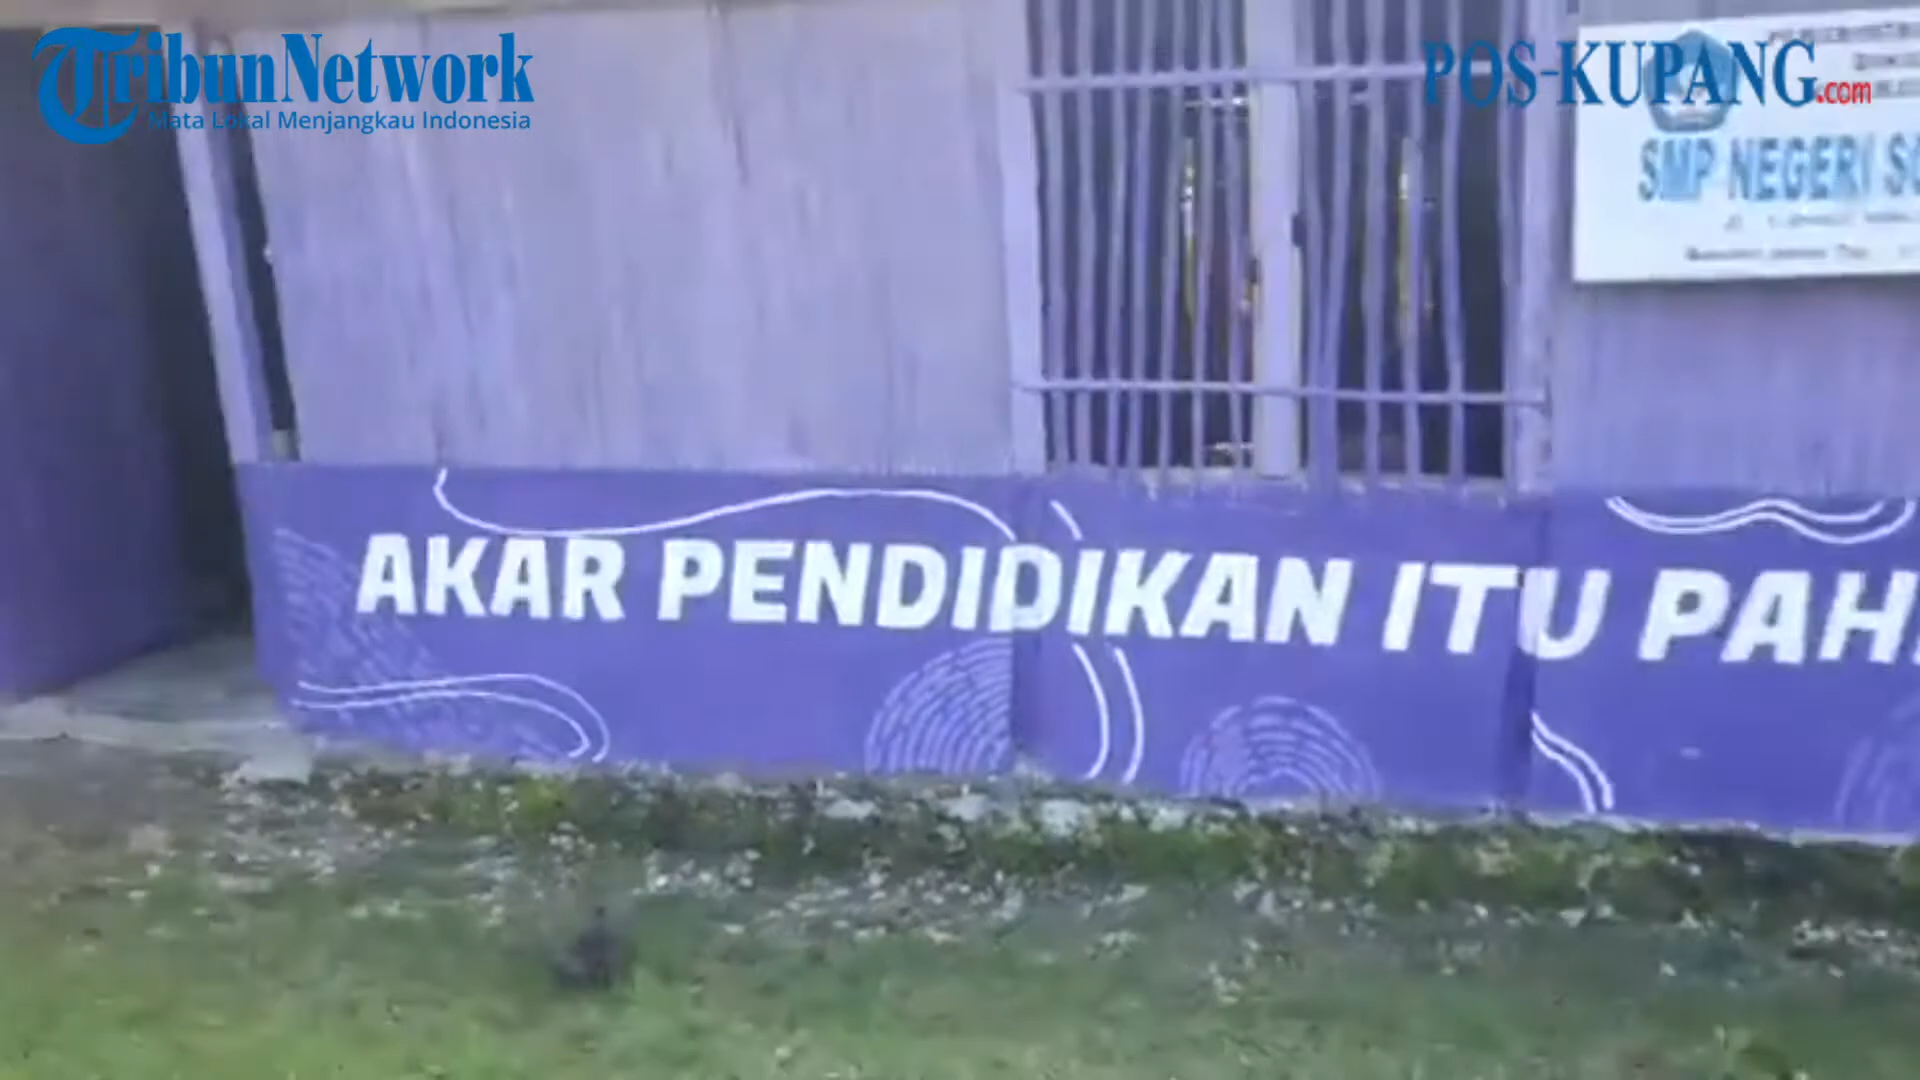 TribunNetwork
Mata Lokal Menjangkau Indonesia
POS-KUPANG.com
SMP NEGERI
AKAR PENDIDIKAN ITU PAH